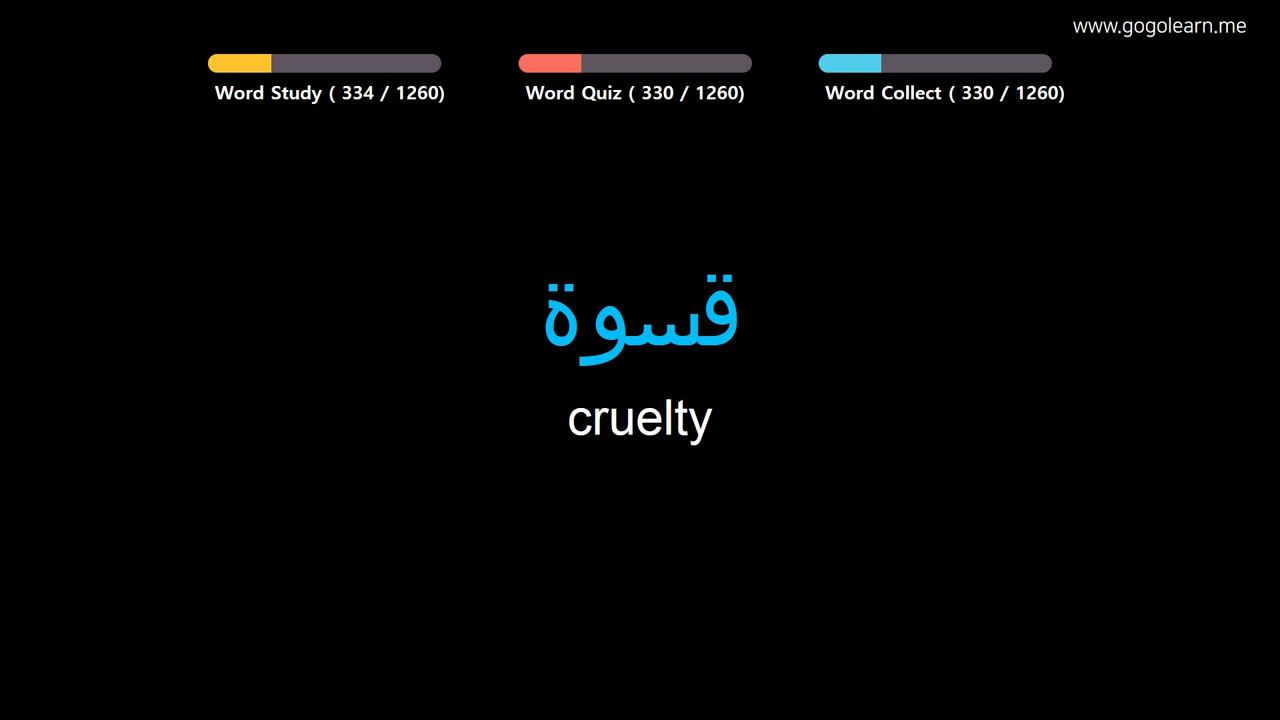 www.gogolearn.me
Word Study ( 334 / 1260)
Word Quiz ( 330 / 1260)
Word Collect ( 330 / 1260)
قسوة
cruelty